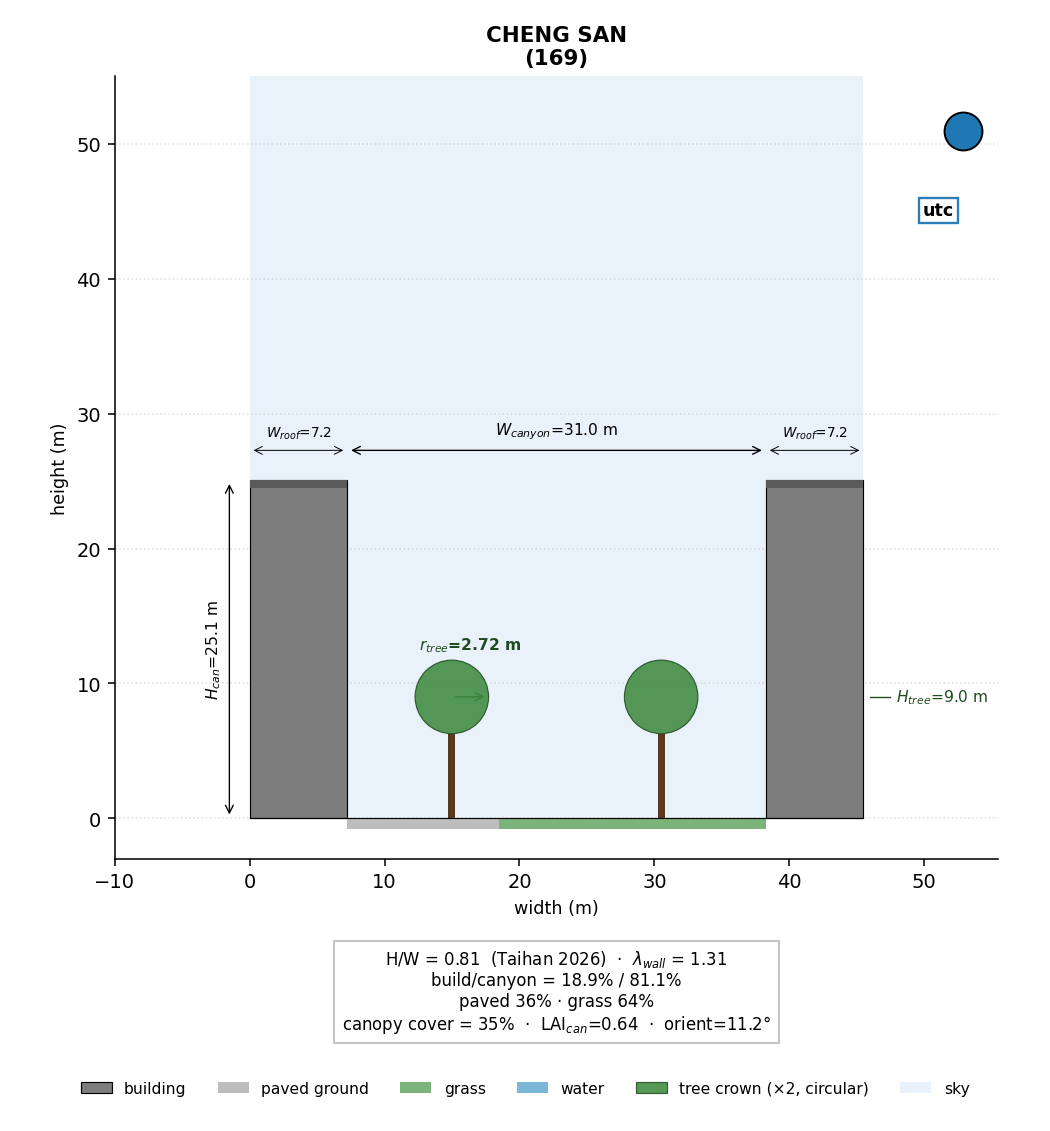 CHENG SAN
(169)
50
40
30
20
10
0
height (m)
utc
W_roof=7.2
W_canyon=31.0 m
W_roof=7.2
H_can=25.1 m
r_tree=2.72 m
H_tree=9.0 m
−10
0
10
20
30
40
50
width (m)
H/W = 0.81 (Taihan 2026) · λ_wall = 1.31
build/canyon = 18.9% / 81.1%
paved 36% · grass 64%
canopy cover = 35% · LAI_can=0.64 · orient=11.2°
building
paved ground
grass
water
tree crown (×2, circular)
sky